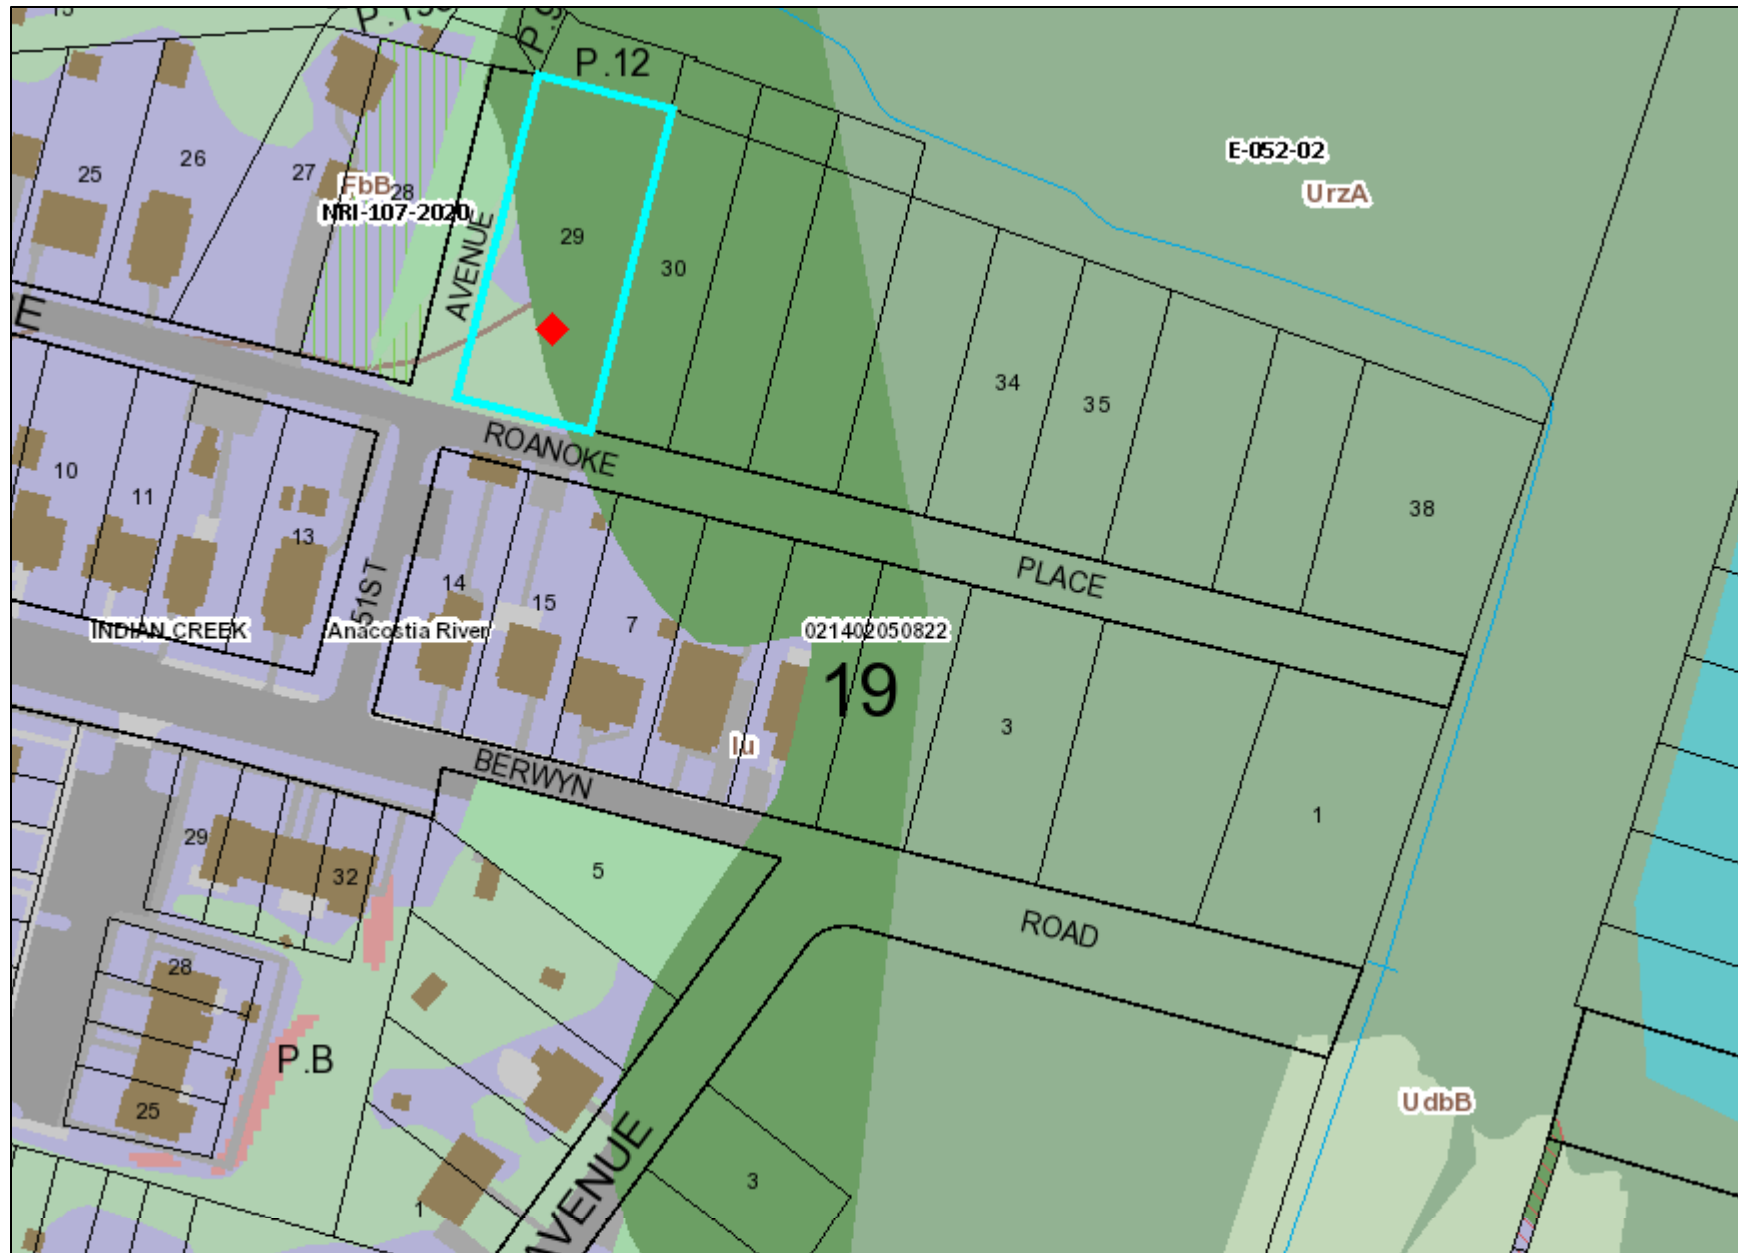 P.12
E-052-02
UrzA
26
25
27
FbB
28
NRI-107-2020
AVENUE
29
30
34
35
38
ROANOKE
PLACE
10
11
13
51ST
14
15
7
INDIAN CREEK
Anacostia River
021402050822
19
3
Iu
BERWYN
1
29
32
5
ROAD
28
25
P.B
UdbB
AVENUE
3
1